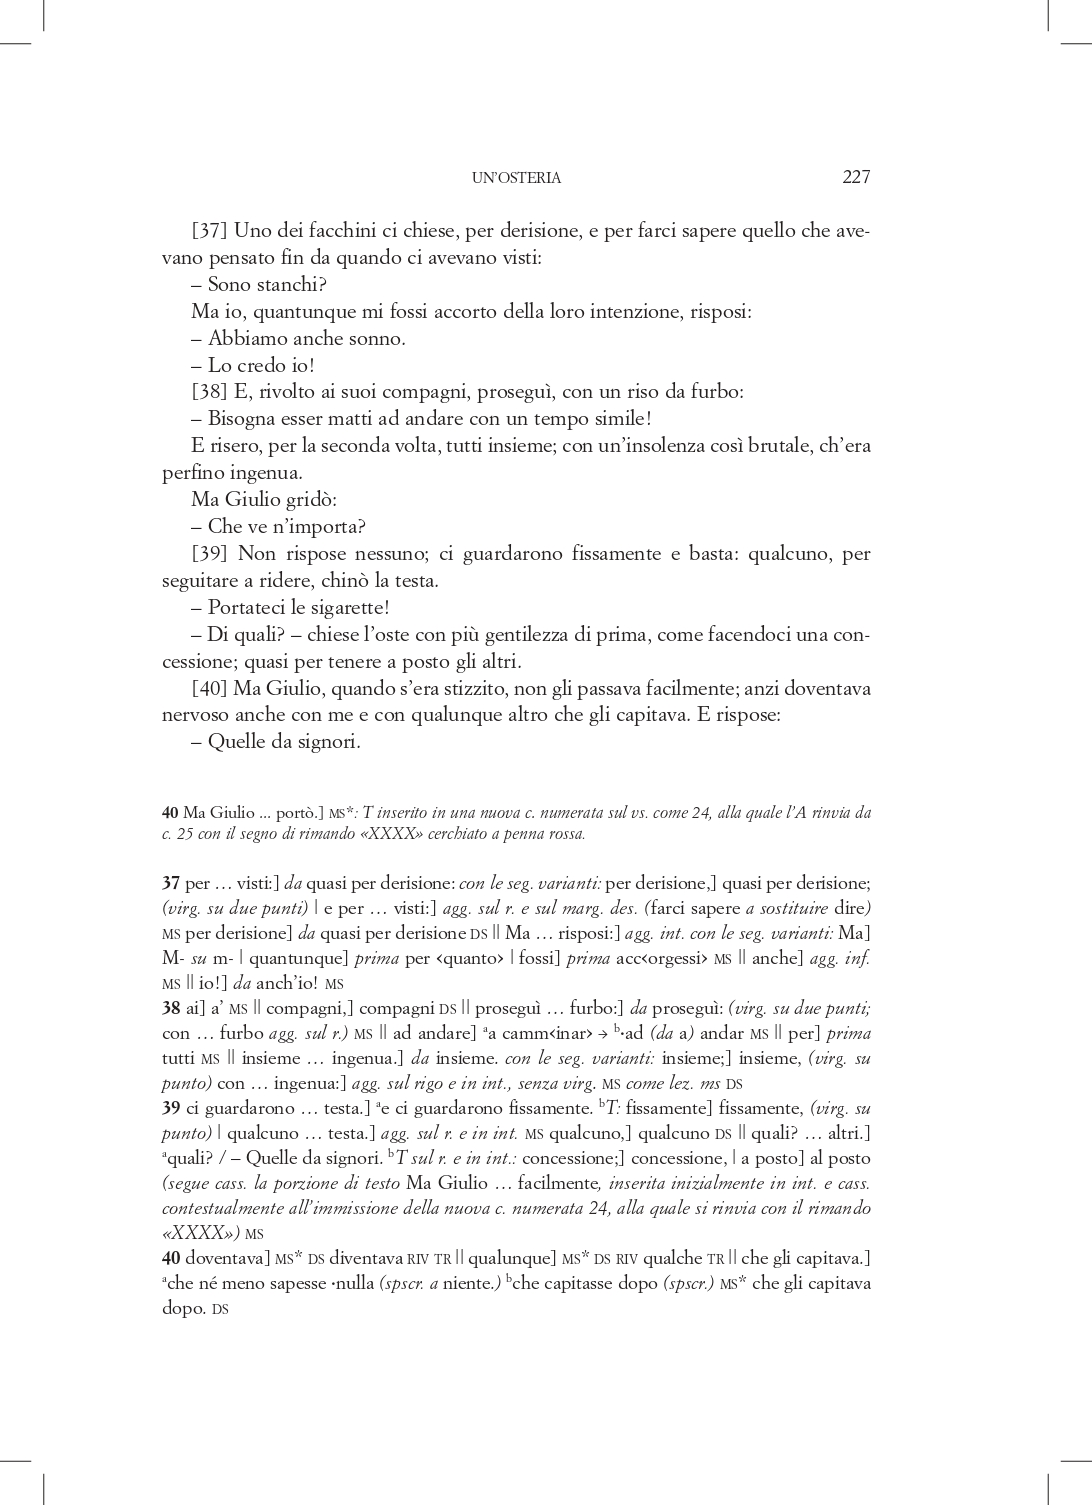 UN'OSTERIA 227
[37] Uno dei facchini ci chiese, per derisione, e per farci sapere quello che ave-
vano pensato fin da quando ci avevano visti:
– Sono stanchi?
Ma io, quantunque mi fossi accorto della loro intenzione, risposi:
– Abbiamo anche sonno.
– Lo credo io!
[38] E, rivolto ai suoi compagni, proseguì, con un riso da furbo:
– Bisogna esser matti ad andare con un tempo simile!
E risero, per la seconda volta, tutti insieme; con un'insolenza così brutale, ch'era
perfino ingenua.
Ma Giulio gridò:
– Che ve n'importa?
[39] Non rispose nessuno; ci guardarono fissamente e basta: qualcuno, per
seguitare a ridere, chinò la testa.
– Portateci le sigarette!
– Di quali? – chiese l'oste con più gentilezza di prima, come facendoci una con-
cessione; quasi per tenere a posto gli altri.
[40] Ma Giulio, quando s'era stizzito, non gli passava facilmente; anzi doventava
nervoso anche con me e con qualunque altro che gli capitava. E rispose:
– Quelle da signori.
40 Ma Giulio ... portò.] MS*: T inserito in una nuova c. numerata sul vs. come 24, alla quale l'A rinvia da
c. 25 con il segno di rimando «XXXX» cerchiato a penna rossa.
37 per … visti:] da quasi per derisione: con le seg. varianti: per derisione,] quasi per derisione;
(virg. su due punti) | e per … visti:] agg. sul r. e sul marg. des. (farci sapere a sostituire dire)
MS per derisione] da quasi per derisione DS || Ma … risposi:] agg. int. con le seg. varianti: Ma]
M- su m- | quantunque] prima per ‹quanto› | fossi] prima acc‹orgessi› MS || anche] agg. inf.
MS || io!] da anch'io! MS
38 ai] a' MS || compagni,] compagni DS || proseguì … furbo:] da proseguì: (virg. su due punti;
con … furbo agg. sul r.) MS || ad andare] ªa camm‹inar› → ᵇ·ad (da a) andar MS || per] prima
tutti MS || insieme … ingenua.] da insieme. con le seg. varianti: insieme;] insieme, (virg. su
punto) con … ingenua:] agg. sul rigo e in int., senza virg. MS come lez. ms DS
39 ci guardarono … testa.] ªe ci guardarono fissamente. ᵇT: fissamente] fissamente, (virg. su
punto) | qualcuno … testa.] agg. sul r. e in int. MS qualcuno,] qualcuno DS || quali? … altri.]
ªquali? / – Quelle da signori. ᵇT sul r. e in int.: concessione;] concessione, | a posto] al posto
(segue cass. la porzione di testo Ma Giulio … facilmente, inserita inizialmente in int. e cass.
contestualmente all'immissione della nuova c. numerata 24, alla quale si rinvia con il rimando
«XXXX») MS
40 doventava] MS* DS diventava RIV TR || qualunque] MS* DS RIV qualche TR || che gli capitava.]
ªche né meno sapesse ·nulla (spscr. a niente.) ᵇche capitasse dopo (spscr.) MS* che gli capitava
dopo. DS